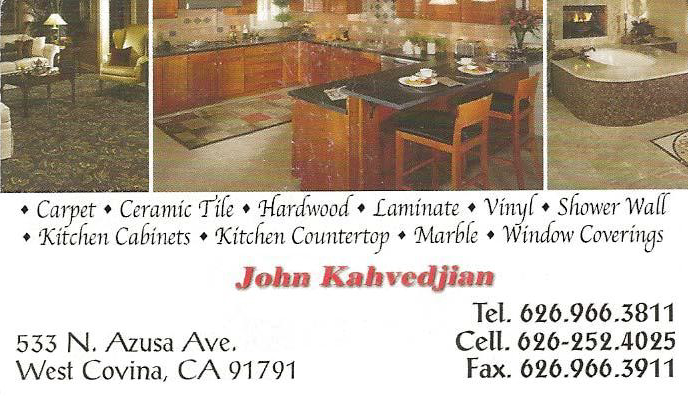 • Carpet • Ceramic Tile • Hardwood • Laminate • Vinyl • Shower Wall
• Kitchen Cabinets • Kitchen Countertop • Marble • Window Coverings
John Kahvedjian
Tel. 626.966.3811
533 N. Azusa Ave.
Cell. 626-252.4025
West Covina, CA 91791
Fax. 626.966.3911